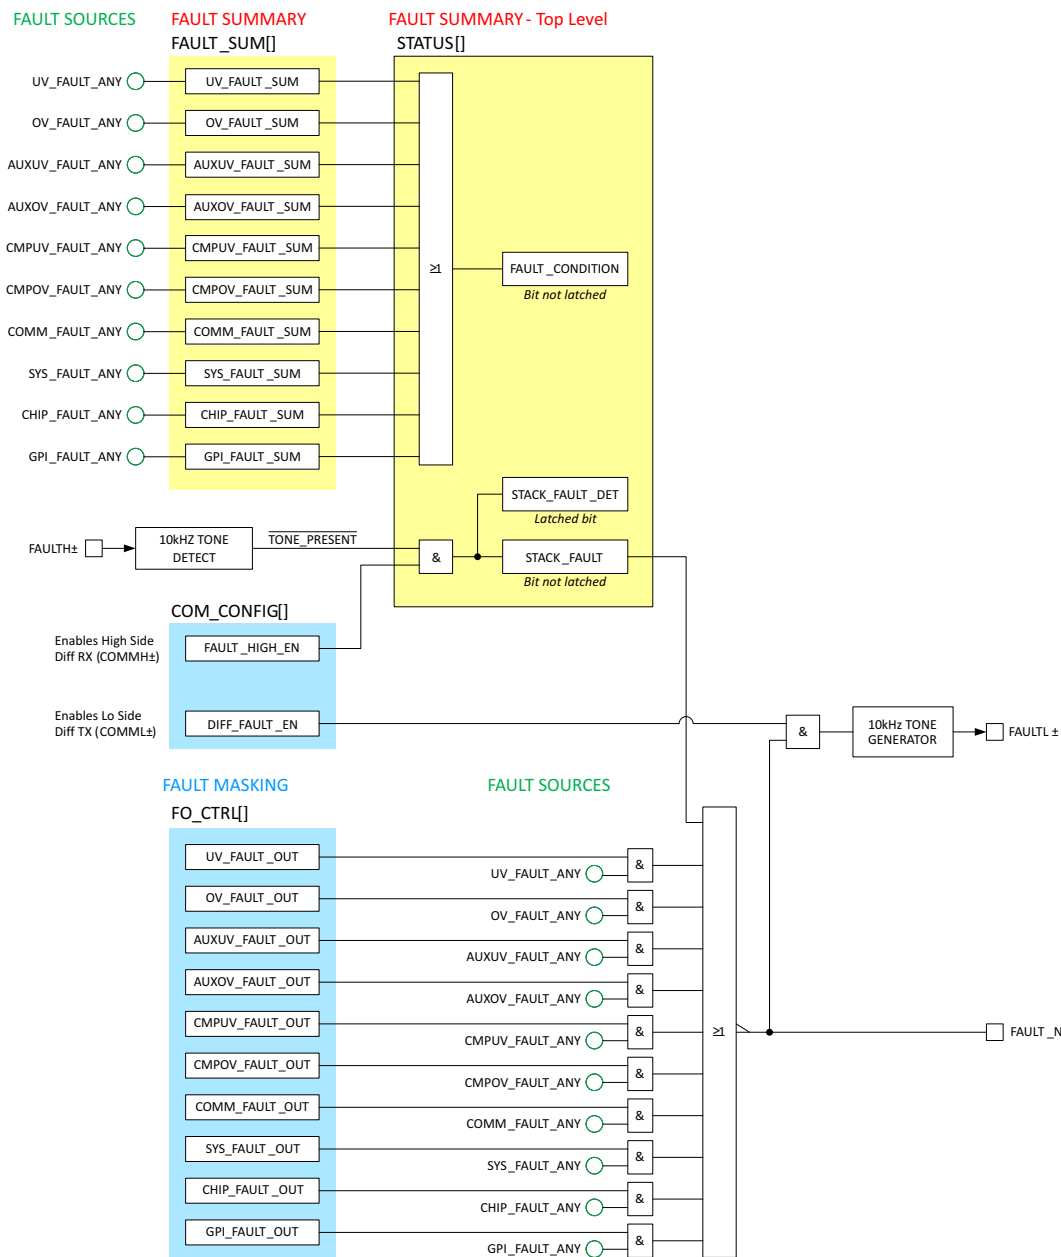 FAULT SOURCES
FAULT SUMMARY
FAULT SUMMARY - Top Level
FAULT_SUM[]
STATUS[]
UV_FAULT_ANY
UV_FAULT_SUM
OV_FAULT_ANY
OV_FAULT_SUM
AUXUV_FAULT_ANY
AUXUV_FAULT_SUM
AUXOV_FAULT_ANY
AUXOV_FAULT_SUM
CMPUV_FAULT_ANY
CMPUV_FAULT_SUM
≥1
FAULT_CONDITION
Bit not latched
CMPOV_FAULT_ANY
CMPOV_FAULT_SUM
COMM_FAULT_ANY
COMM_FAULT_SUM
SYS_FAULT_ANY
SYS_FAULT_SUM
CHIP_FAULT_ANY
CHIP_FAULT_SUM
GPI_FAULT_ANY
GPI_FAULT_SUM
STACK_FAULT_DET
Latched bit
FAULTH±
10kHZ TONE
DETECT
TONE_PRESENT
&
STACK_FAULT
Bit not latched
COM_CONFIG[]
Enables High Side
Diff RX (COMMH±)
FAULT_HIGH_EN
Enables Lo Side
Diff TX (COMML±)
DIFF_FAULT_EN
&
10kHz TONE
GENERATOR
FAULTL ±
FAULT MASKING
FAULT SOURCES
FO_CTRL[]
UV_FAULT_OUT
UV_FAULT_ANY
&
OV_FAULT_OUT
OV_FAULT_ANY
&
AUXUV_FAULT_OUT
AUXUV_FAULT_ANY
&
AUXOV_FAULT_OUT
AUXOV_FAULT_ANY
&
CMPUV_FAULT_OUT
CMPUV_FAULT_ANY
&
≥1
FAULT_N
CMPOV_FAULT_OUT
CMPOV_FAULT_ANY
&
COMM_FAULT_OUT
COMM_FAULT_ANY
&
SYS_FAULT_OUT
SYS_FAULT_ANY
&
CHIP_FAULT_OUT
CHIP_FAULT_ANY
&
GPI_FAULT_OUT
GPI_FAULT_ANY
&